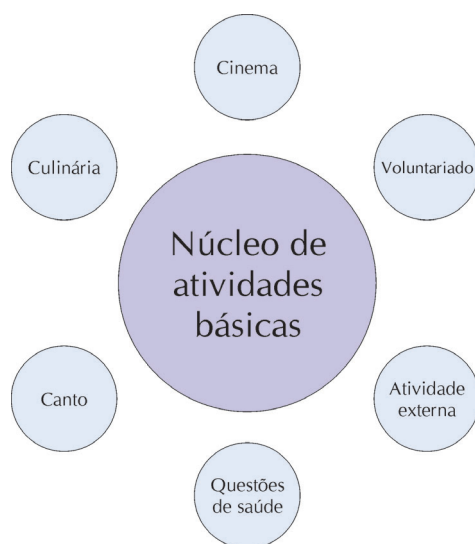 Cinema
Culinária
Voluntariado
Núcleo de
atividades
básicas
Canto
Atividade
externa
Questões
de saúde